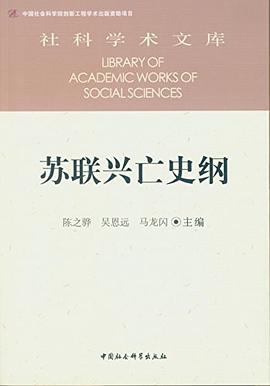 中国社会科学院创新工程学术出版资助项目
社科学术文库
LIBRARY OF
ACADEMIC WORKS OF
SOCIAL SCIENCES
苏联兴亡史纲
陈之骅 吴恩远 马龙闪 主编
中国社会科学出版社